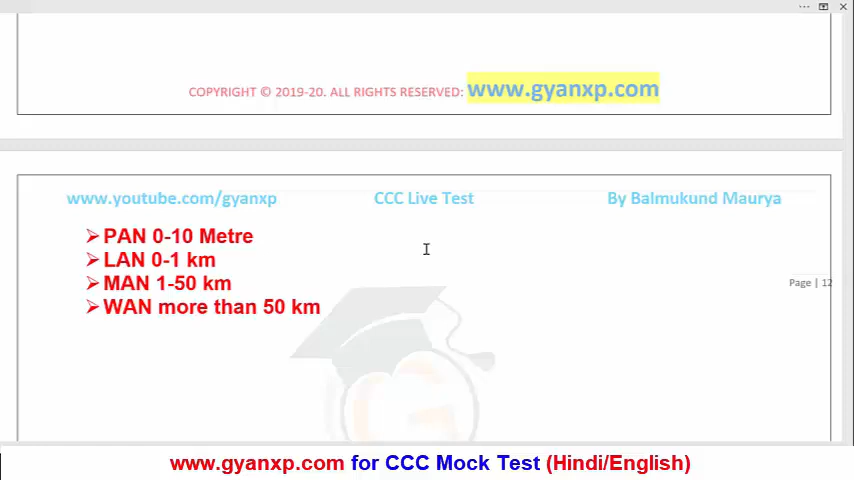 COPYRIGHT © 2019-20. ALL RIGHTS RESERVED: www.gyanxp.com
www.youtube.com/gyanxp CCC Live Test By Balmukund Maurya
PAN 0-10 Metre
LAN 0-1 km
MAN 1-50 km
Page | 12
WAN more than 50 km
www.gyanxp.com for CCC Mock Test (Hindi/English)